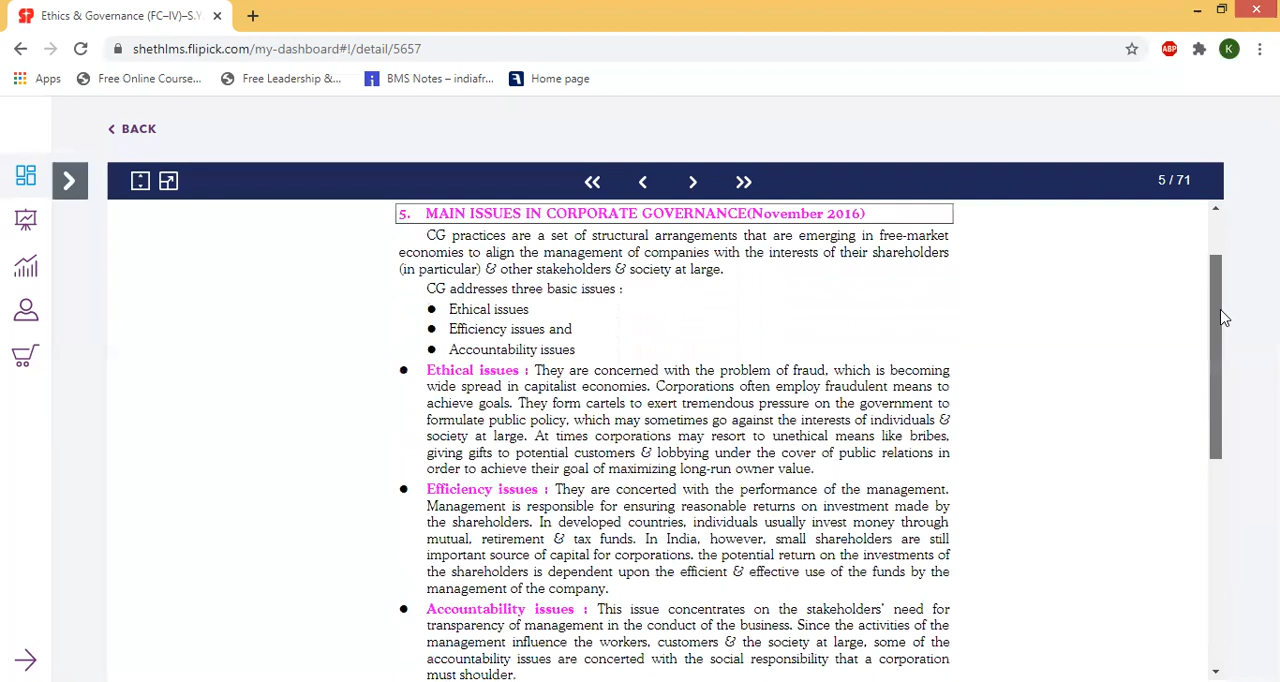 Ethics & Governance (FC–IV)–S.Y.
shethlms.flipick.com/my-dashboard#!/detail/5657
ABP
K
Apps
Free Online Course...
Free Leadership &...
BMS Notes – indiafr...
Home page
BACK
5 / 71
5. MAIN ISSUES IN CORPORATE GOVERNANCE(November 2016)
CG practices are a set of structural arrangements that are emerging in free-market
economies to align the management of companies with the interests of their shareholders
(in particular) & other stakeholders & society at large.
CG addresses three basic issues :
● Ethical issues
● Efficiency issues and
● Accountability issues
● Ethical issues : They are concerned with the problem of fraud, which is becoming
wide spread in capitalist economies. Corporations often employ fraudulent means to
achieve goals. They form cartels to exert tremendous pressure on the government to
formulate public policy, which may sometimes go against the interests of individuals &
society at large. At times corporations may resort to unethical means like bribes,
giving gifts to potential customers & lobbying under the cover of public relations in
order to achieve their goal of maximizing long-run owner value.
● Efficiency issues : They are concerted with the performance of the management.
Management is responsible for ensuring reasonable returns on investment made by
the shareholders. In developed countries, individuals usually invest money through
mutual, retirement & tax funds. In India, however, small shareholders are still
important source of capital for corporations. the potential return on the investments of
the shareholders is dependent upon the efficient & effective use of the funds by the
management of the company.
● Accountability issues : This issue concentrates on the stakeholders' need for
transparency of management in the conduct of the business. Since the activities of the
management influence the workers, customers & the society at large, some of the
accountability issues are concerted with the social responsibility that a corporation
must shoulder.